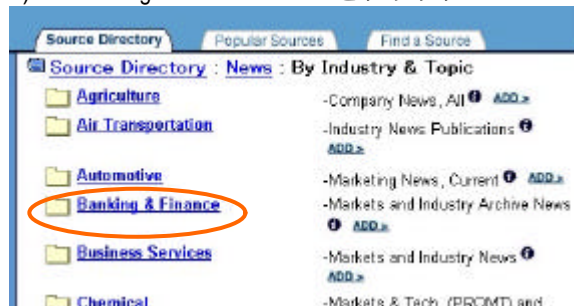 Source Directory
Popular Sources
Find a Source
Source Directory : News : By Industry & Topic
Agriculture
-Company News, All ADD >
Air Transportation
-Industry News Publications
ADD >
Automotive
-Marketing News, Current ADD >
Banking & Finance
-Markets and Industry Archive News
ADD >
Business Services
-Markets and Industry News
ADD >
Chemical
-Markets & Tech. (PROMT) and